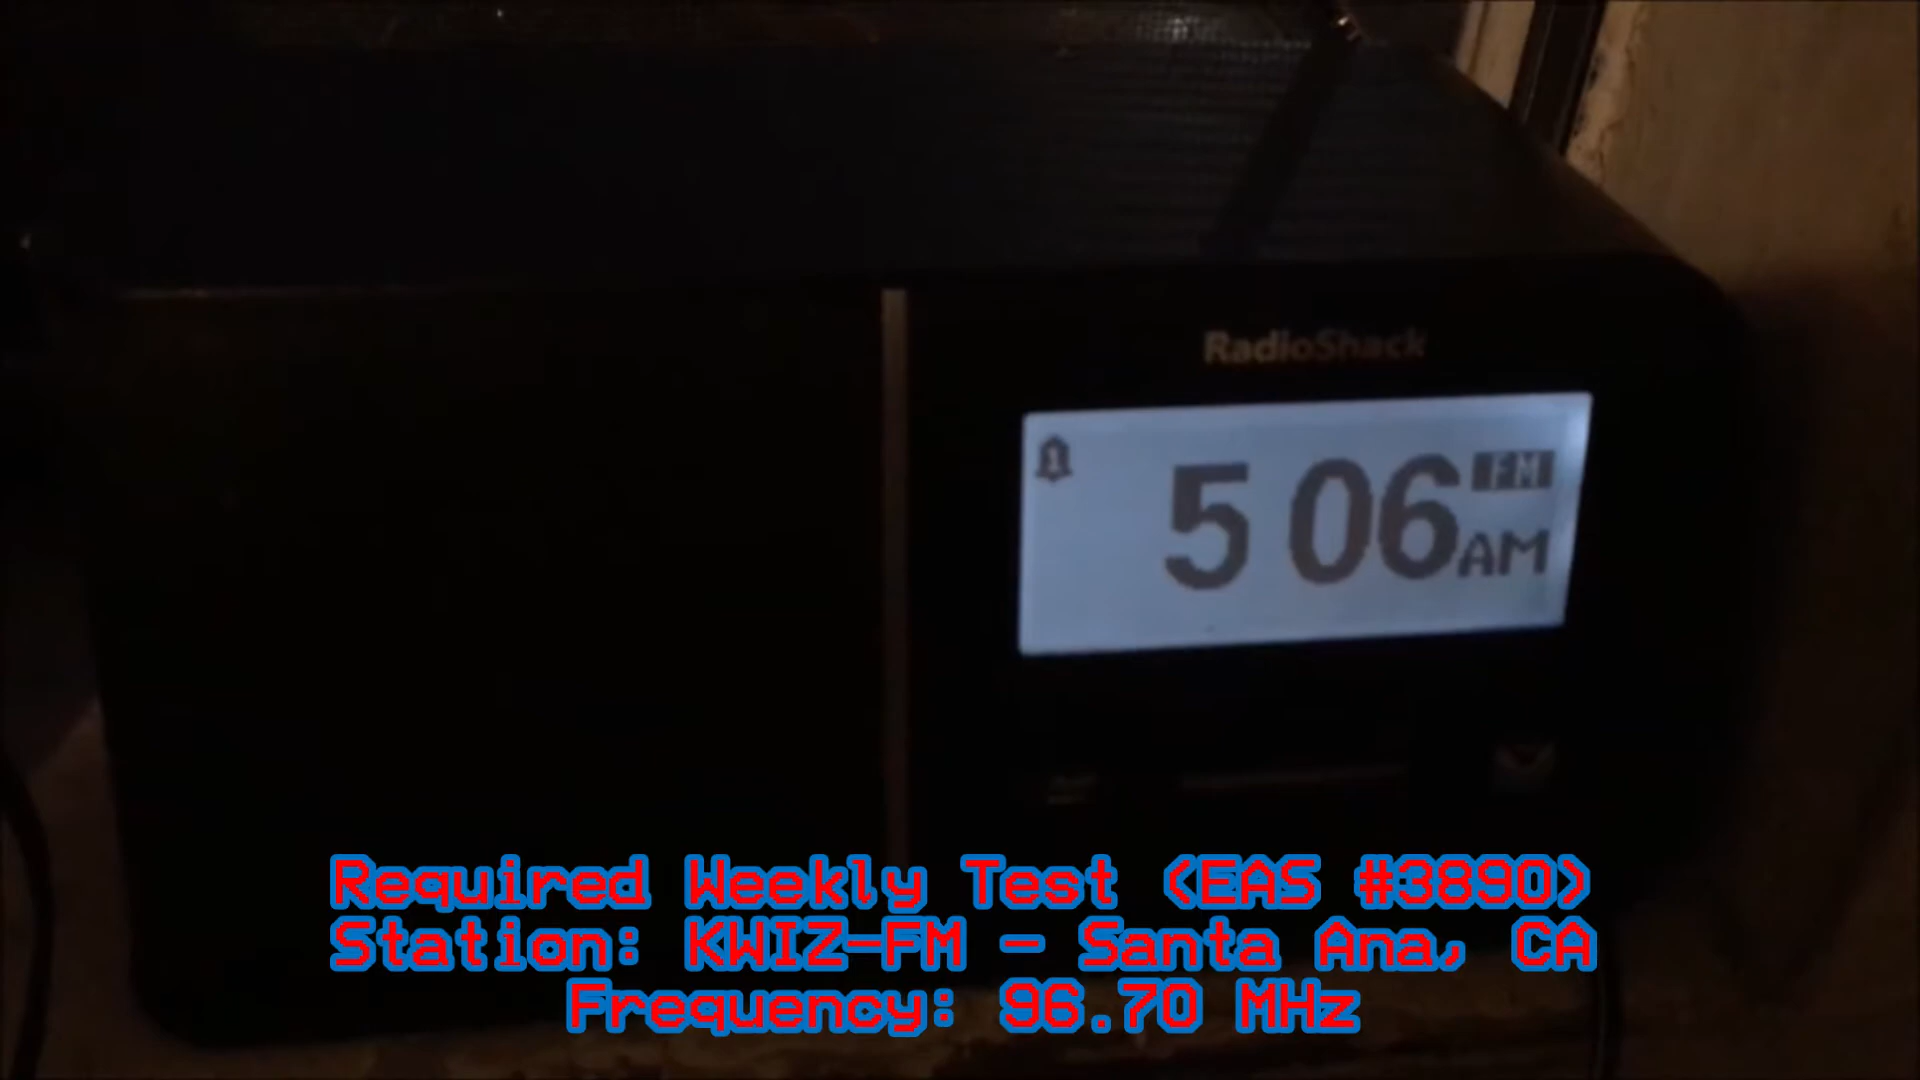 RadioShack
1
FM
5 06
AM
Required Weekly Test (EAS #3890)
Station: KWIZ-FM - Santa Ana, CA
Frequency: 96.70 MHz